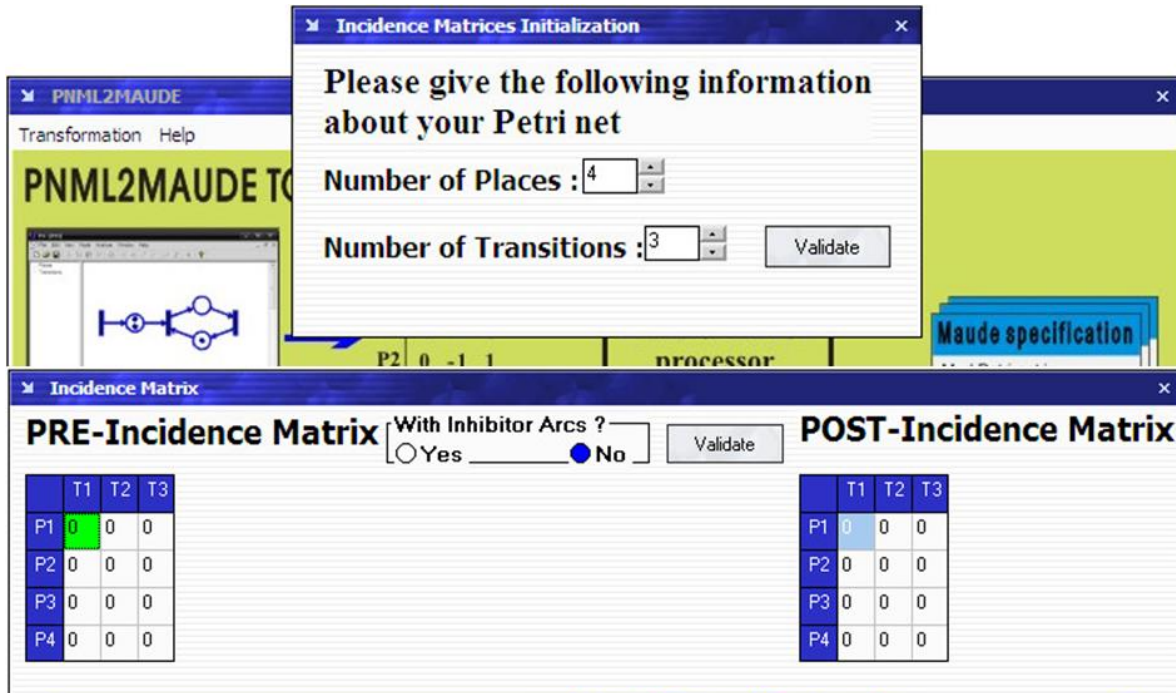 Incidence Matrices Initialization
Please give the following information
about your Petri net
Number of Places : 4
Number of Transitions : 3
Validate
PNML2MAUDE
Transformation Help
PNML2MAUDE TO
P2 0 -1 1
processor
Maude specification
Incidence Matrix
PRE-Incidence Matrix
With Inhibitor Arcs ?
Yes No
Validate
POST-Incidence Matrix
T1 T2 T3
P1 0 0 0
P2 0 0 0
P3 0 0 0
P4 0 0 0
T1 T2 T3
P1 0 0 0
P2 0 0 0
P3 0 0 0
P4 0 0 0